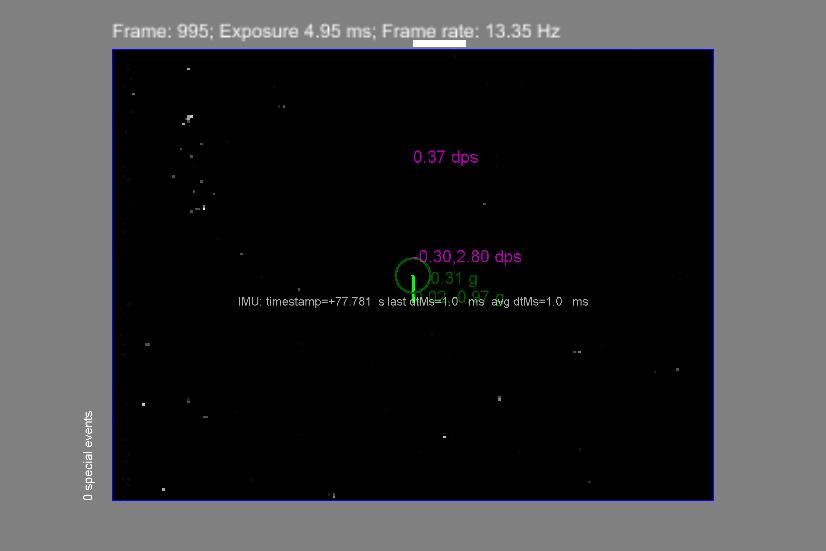 Frame: 995; Exposure 4.95 ms; Frame rate: 13.35 Hz
0.37 dps
-0.30,2.80 dps
0.31 g
0.97 g
IMU: timestamp=+77.781 s last dtMs=1.0 ms avg dtMs=1.0 ms
0 special events